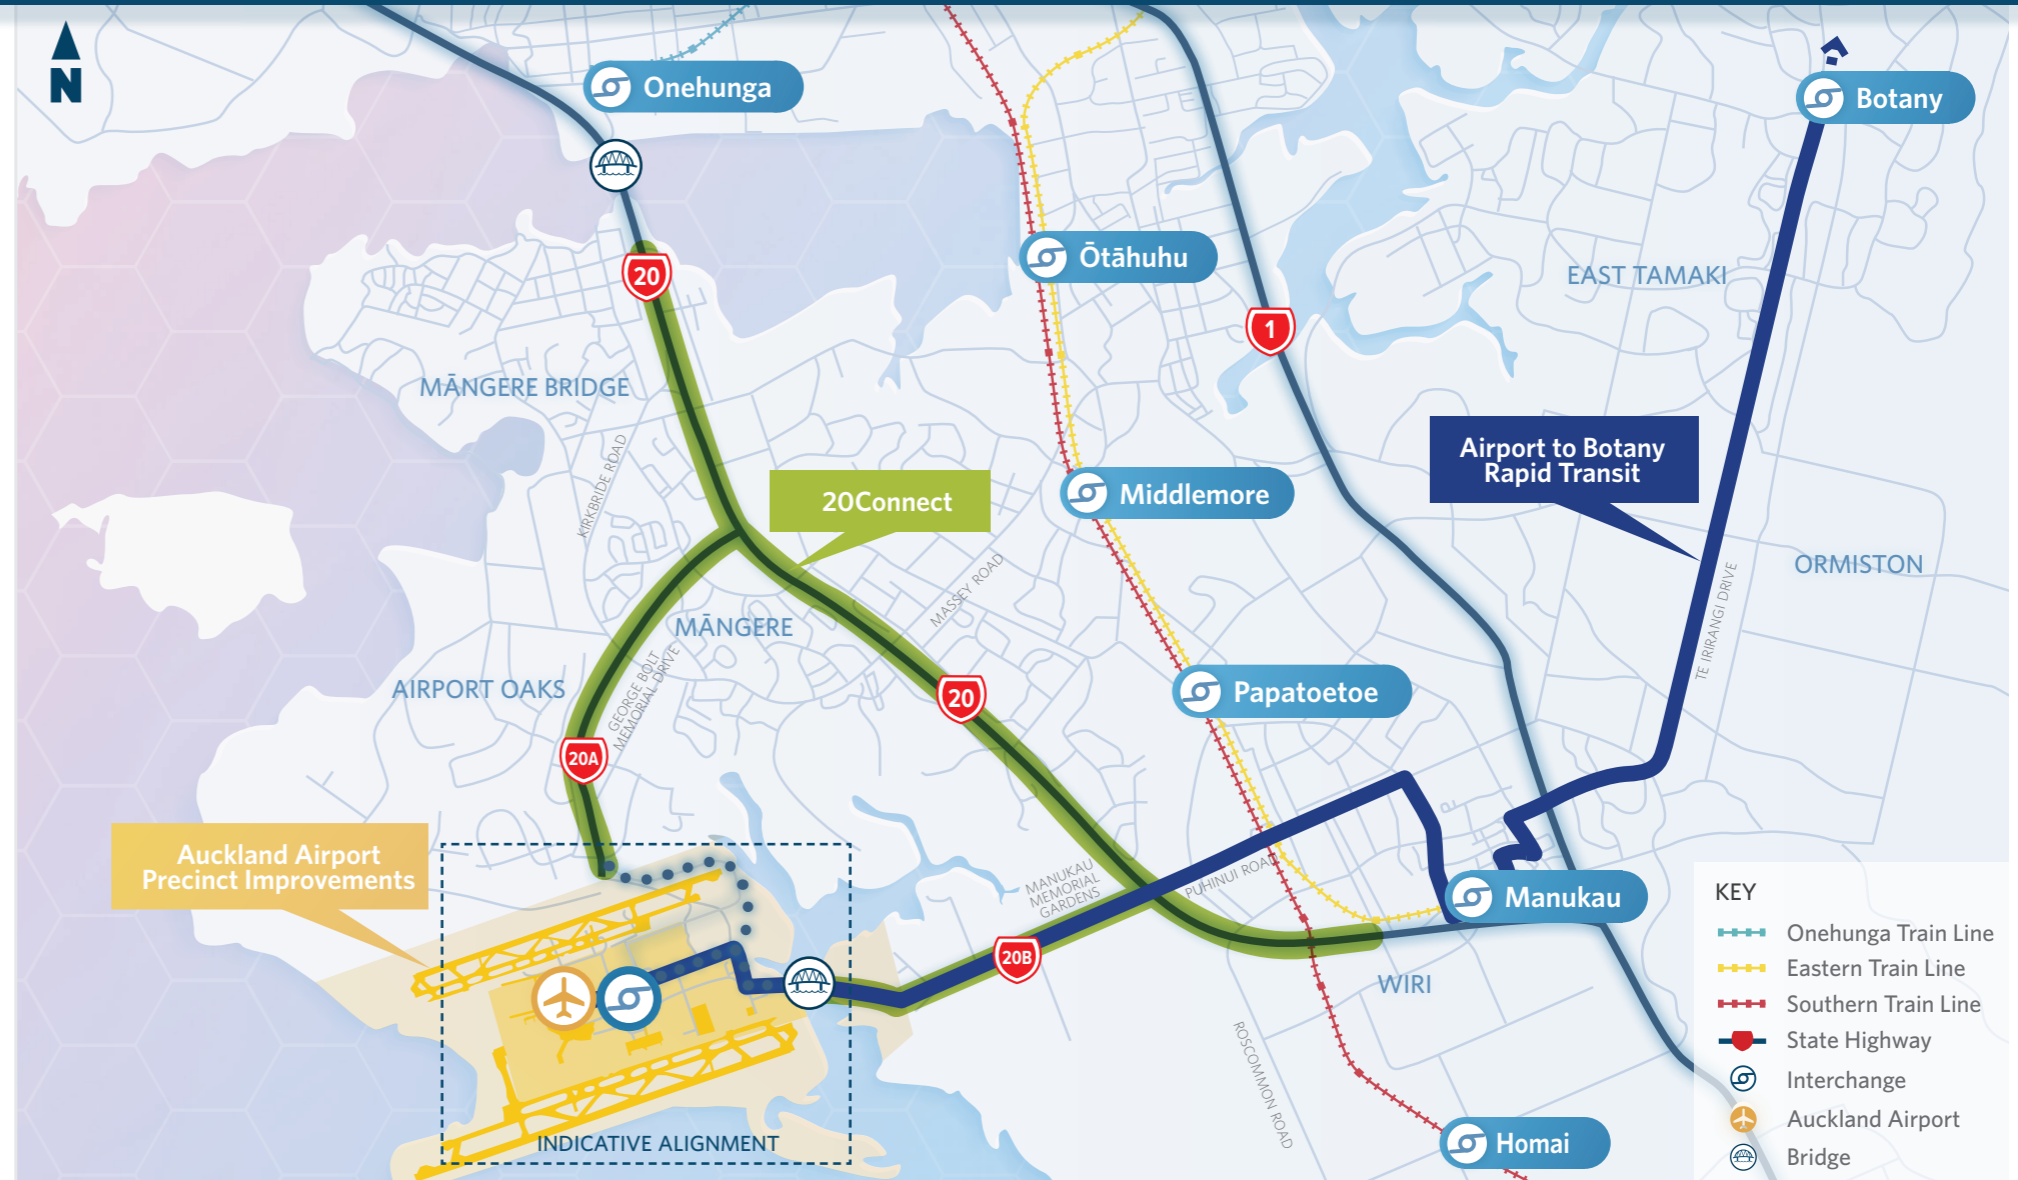 N
Onehunga
Botany
Ōtāhuhu
20
EAST TAMAKI
1
MĀNGERE BRIDGE
KIRKBRIDE ROAD
Airport to Botany
Rapid Transit
20Connect
Middlemore
MASSEY ROAD
ORMISTON
TE IRIRANGI DRIVE
MĀNGERE
AIRPORT OAKS
GEORGE BOLT
MEMORIAL DRIVE
20
Papatoetoe
20A
Auckland Airport
Precinct Improvements
MANUKAU
MEMORIAL
GARDENS
PUHINUI ROAD
Manukau
20B
WIRI
ROSCOMMON ROAD
INDICATIVE ALIGNMENT
Homai
KEY
Onehunga Train Line
Eastern Train Line
Southern Train Line
State Highway
Interchange
Auckland Airport
Bridge